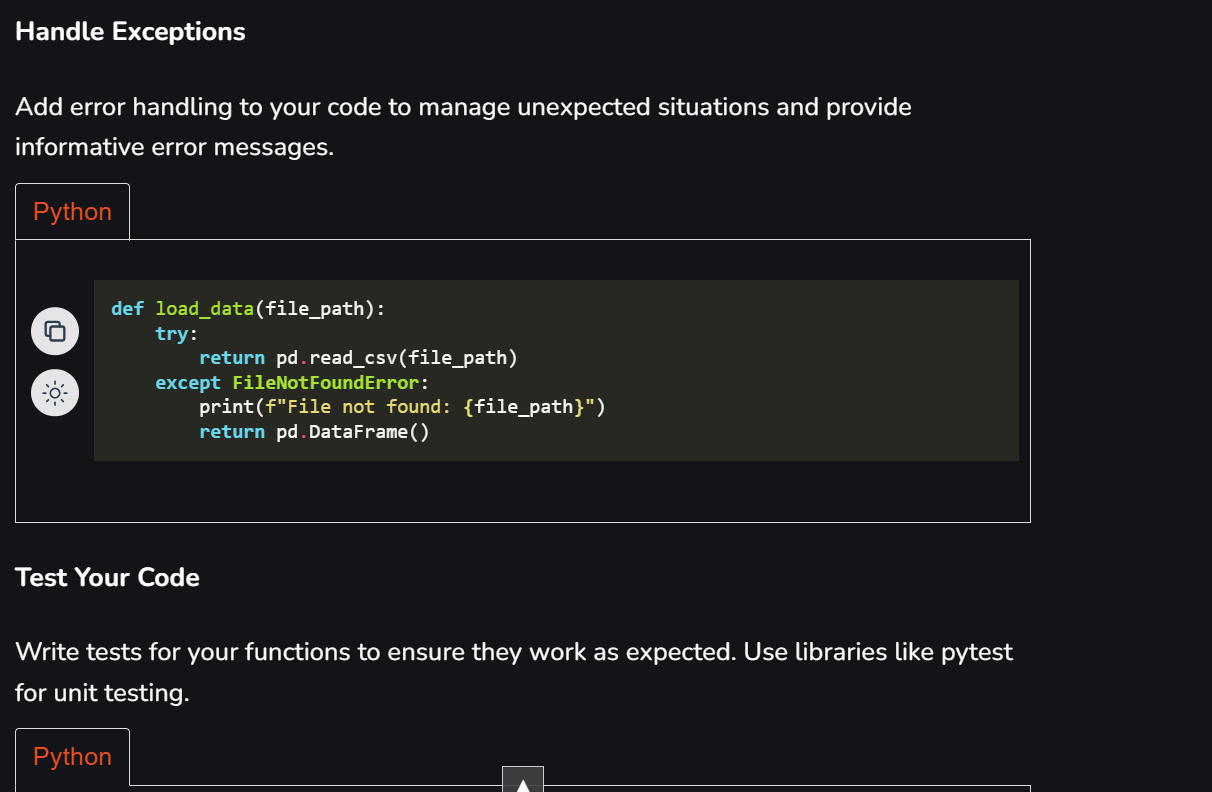 Handle Exceptions
Add error handling to your code to manage unexpected situations and provide
informative error messages.
Python
def load_data(file_path):
    try:
        return pd.read_csv(file_path)
    except FileNotFoundError:
        print(f"File not found: {file_path}")
        return pd.DataFrame()
Test Your Code
Write tests for your functions to ensure they work as expected. Use libraries like pytest
for unit testing.
Python